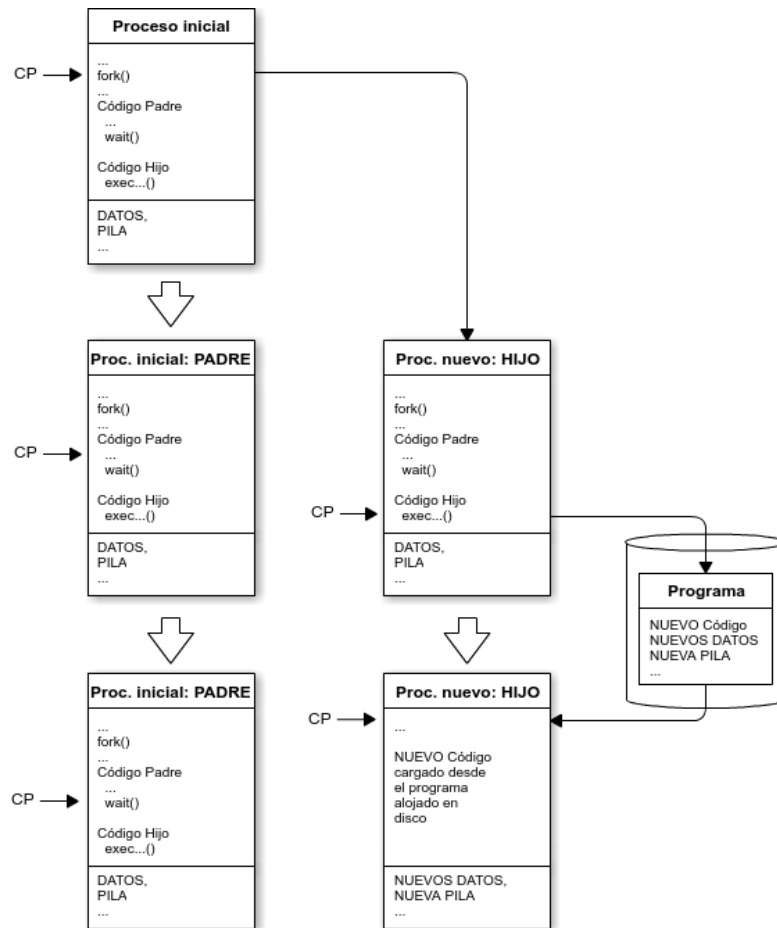 Proceso inicial
CP
...
fork()
...
Código Padre
...
wait()
Código Hijo
exec...()
DATOS,
PILA
...
Proc. inicial: PADRE
CP
...
fork()
...
Código Padre
...
wait()
Código Hijo
exec...()
DATOS,
PILA
...
Proc. nuevo: HIJO
CP
...
fork()
...
Código Padre
...
wait()
Código Hijo
exec...()
DATOS,
PILA
...
Programa
NUEVO Código
NUEVOS DATOS
NUEVA PILA
...
Proc. inicial: PADRE
CP
...
fork()
...
Código Padre
...
wait()
Código Hijo
exec...()
DATOS,
PILA
...
Proc. nuevo: HIJO
CP
...
NUEVO Código
cargado desde
el programa
alojado en
disco
NUEVOS DATOS,
NUEVA PILA
...